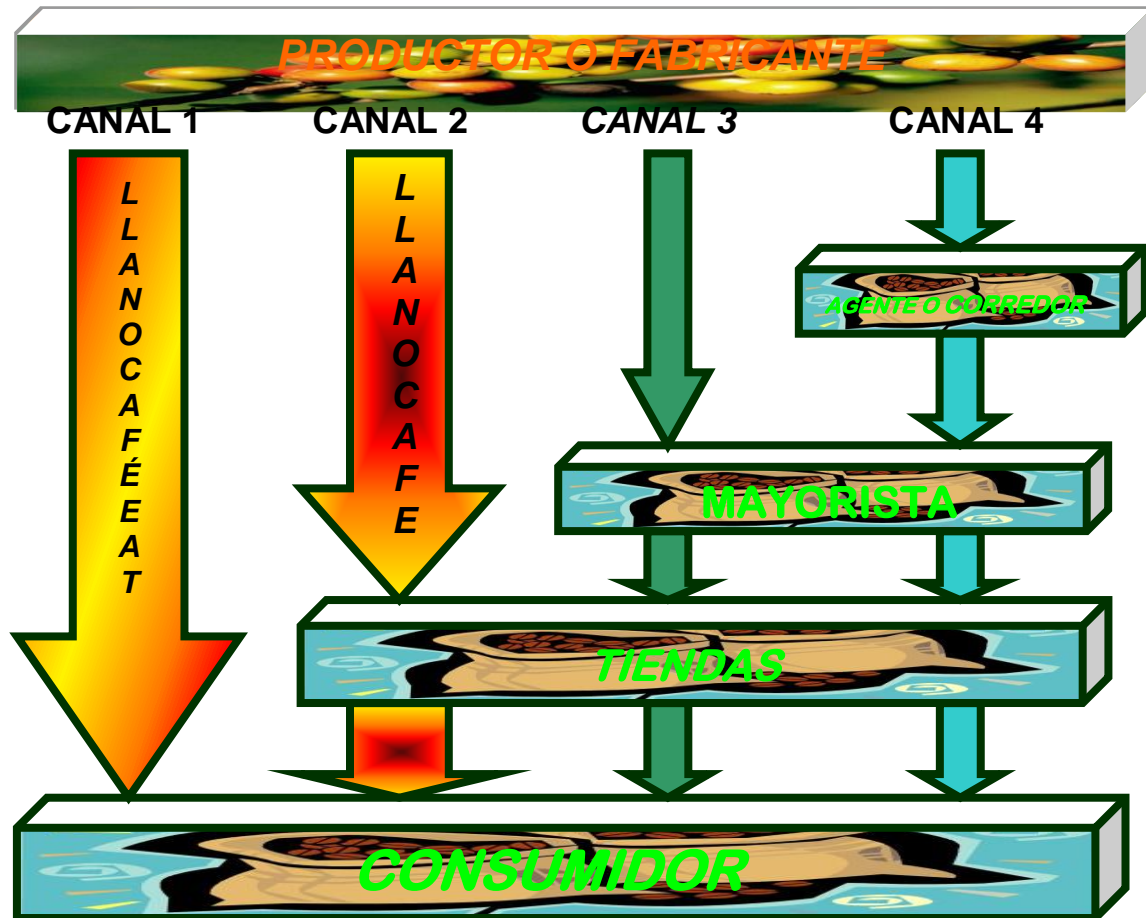 PRODUCTOR O FABRICANTE
CANAL 1
CANAL 2
CANAL 3
CANAL 4
LLANOCAFÉEAT
LLANOCAFE
AGENTE O CORREDOR
MAYORISTA
TIENDAS
CONSUMIDOR